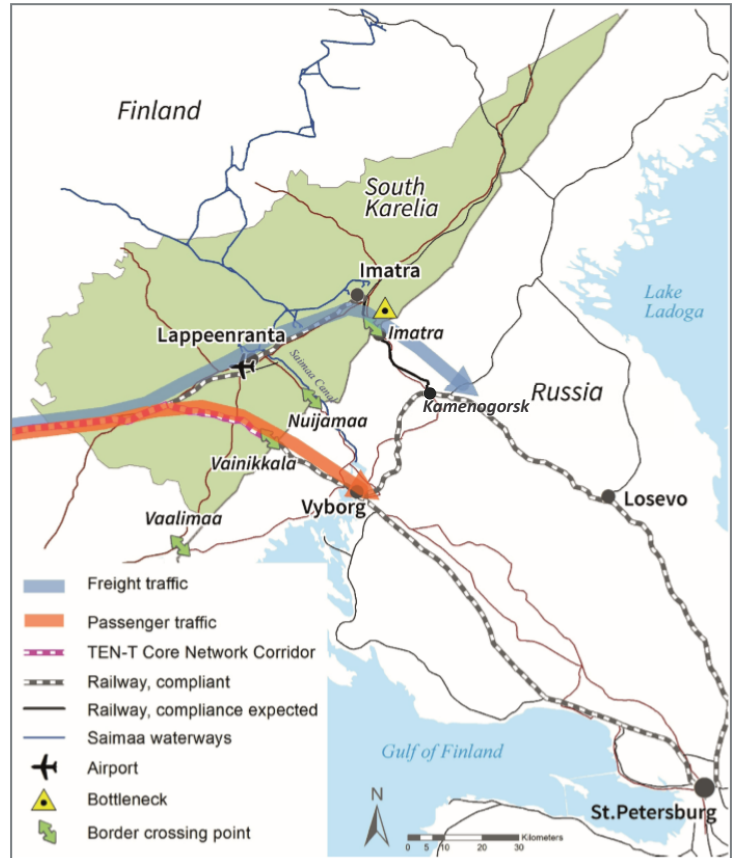 Finland
South
Karelia
Imatra
Lake
Ladoga
Imatra
Lappeenranta
Saimaa Canal
Russia
Kamenogorsk
Nuijamaa
Vainikkala
Losevo
Vyborg
Vaalimaa
Freight traffic
Passenger traffic
TEN-T Core Network Corridor
Railway, compliant
Railway, compliance expected
Saimaa waterways
Airport
Bottleneck
Border crossing point
Gulf of Finland
N
Kilometers
0 5 10 20 30
St.Petersburg